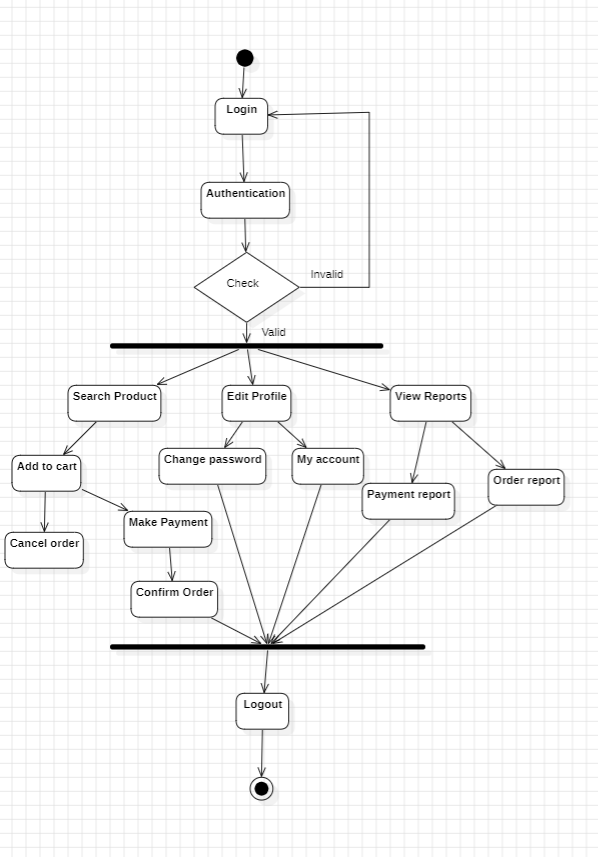 Login
Authentication
Check
Invalid
Valid
Search Product
Edit Profile
View Reports
Add to cart
Change password
My account
Payment report
Order report
Cancel order
Make Payment
Confirm Order
Logout